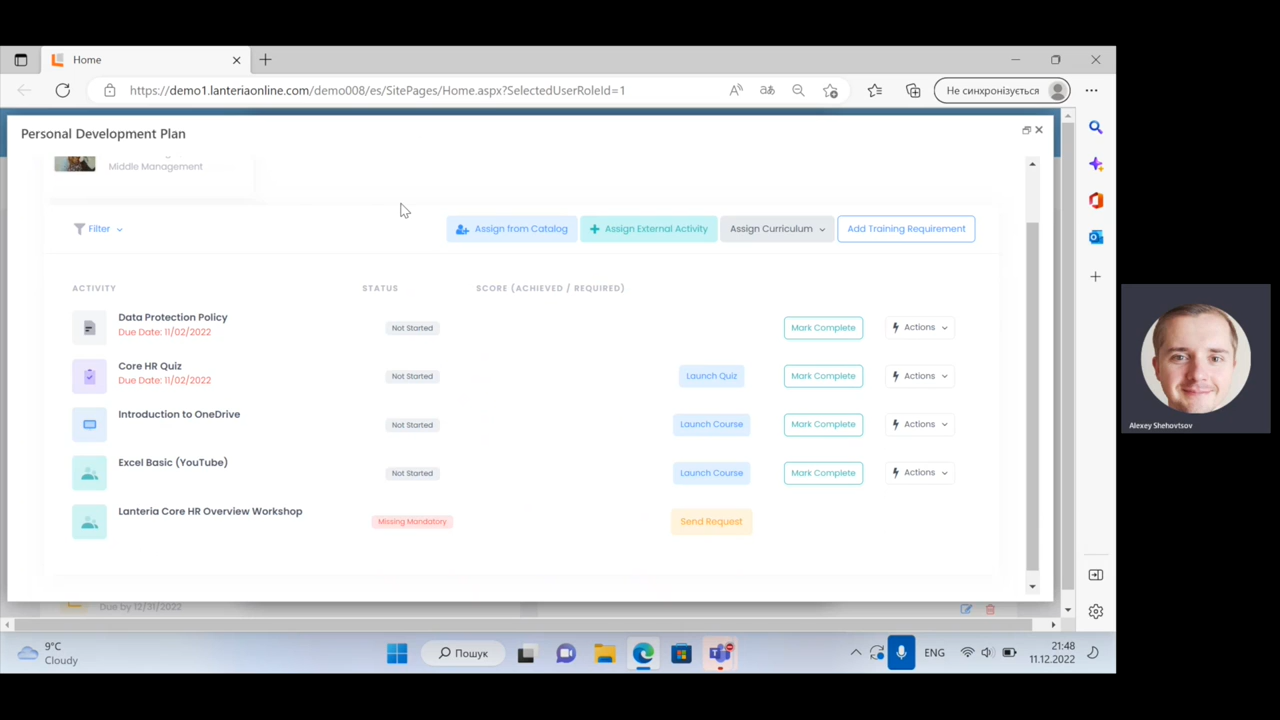 Home
https://demo1.lanteriaonline.com/demo008/es/SitePages/Home.aspx?SelectedUserRoleId=1
Не синхронізується
Personal Development Plan
Middle Management
Filter
Assign from Catalog
Assign External Activity
Assign Curriculum
Add Training Requirement
ACTIVITY STATUS SCORE (ACHIEVED / REQUIRED)
Data Protection Policy
Due Date: 11/02/2022
Not Started
Mark Complete
Actions
Core HR Quiz
Due Date: 11/02/2022
Not Started
Launch Quiz
Mark Complete
Actions
Introduction to OneDrive
Not Started
Launch Course
Mark Complete
Actions
Excel Basic (YouTube)
Not Started
Launch Course
Mark Complete
Actions
Lanteria Core HR Overview Workshop
Missing Mandatory
Send Request
Due by 12/31/2022
Alexey Shehovtsov
9°C
Cloudy
Пошук
ENG
21:48
11.12.2022